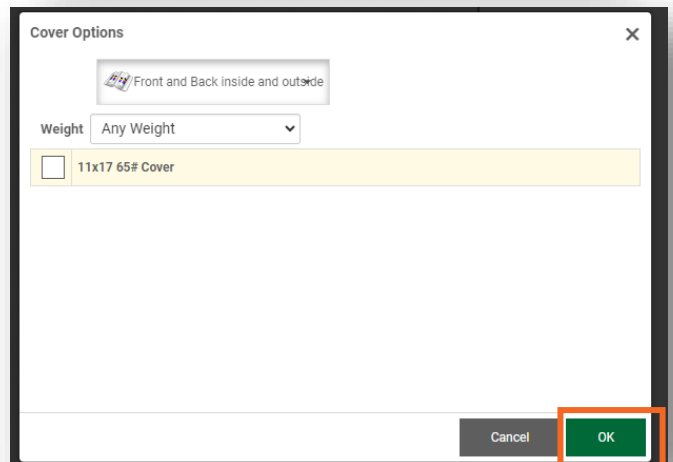 Cover Options
Front and Back inside and outside
Weight Any Weight
11x17 65# Cover
Cancel OK